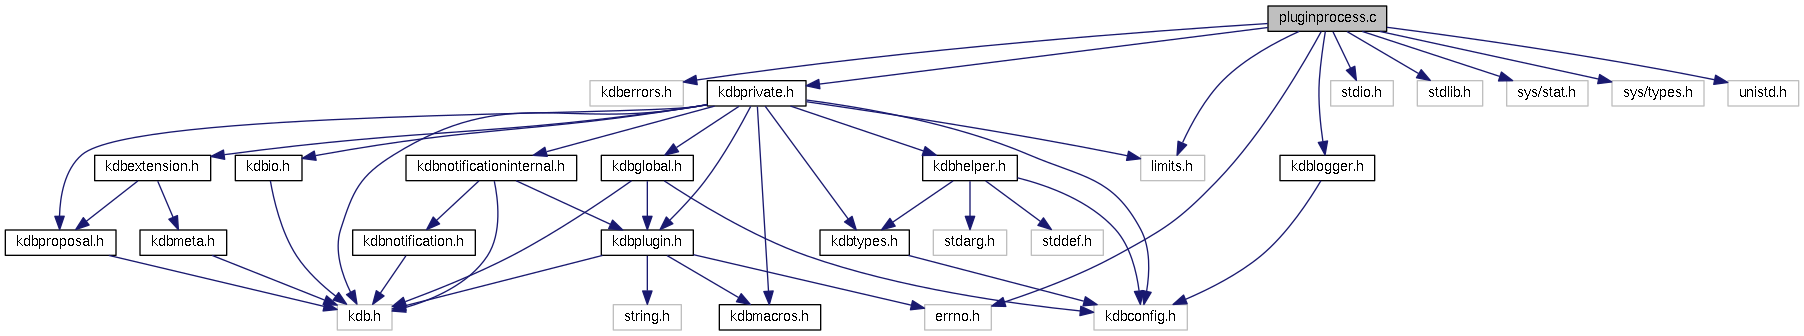 pluginprocess.c
kdberrors.h
kdbprivate.h
stdio.h
stdlib.h
sys/stat.h
sys/types.h
unistd.h
kdbextension.h
kdbio.h
kdbnotificationinternal.h
kdbglobal.h
kdbhelper.h
limits.h
kdblogger.h
kdbproposal.h
kdbmeta.h
kdbnotification.h
kdbplugin.h
kdbtypes.h
stdarg.h
stddef.h
kdb.h
string.h
kdbmacros.h
errno.h
kdbconfig.h